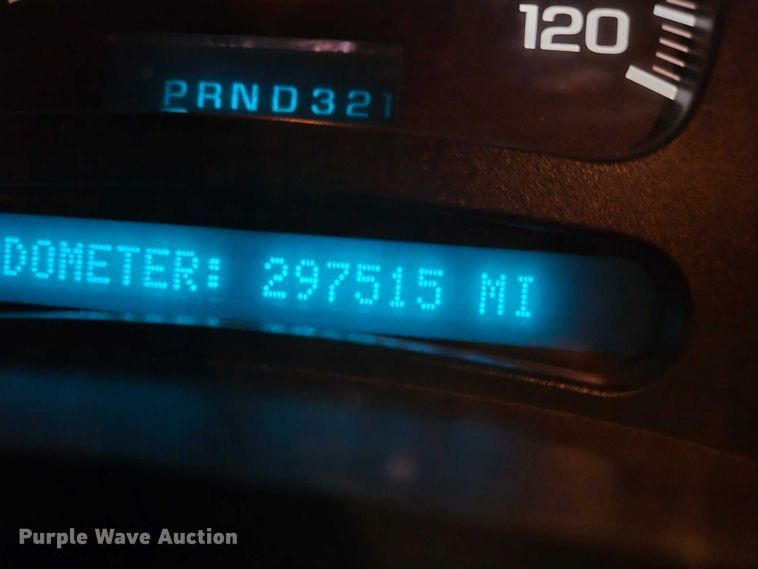 120
PRND321
DOMETER: 297515 MI
Purple Wave Auction